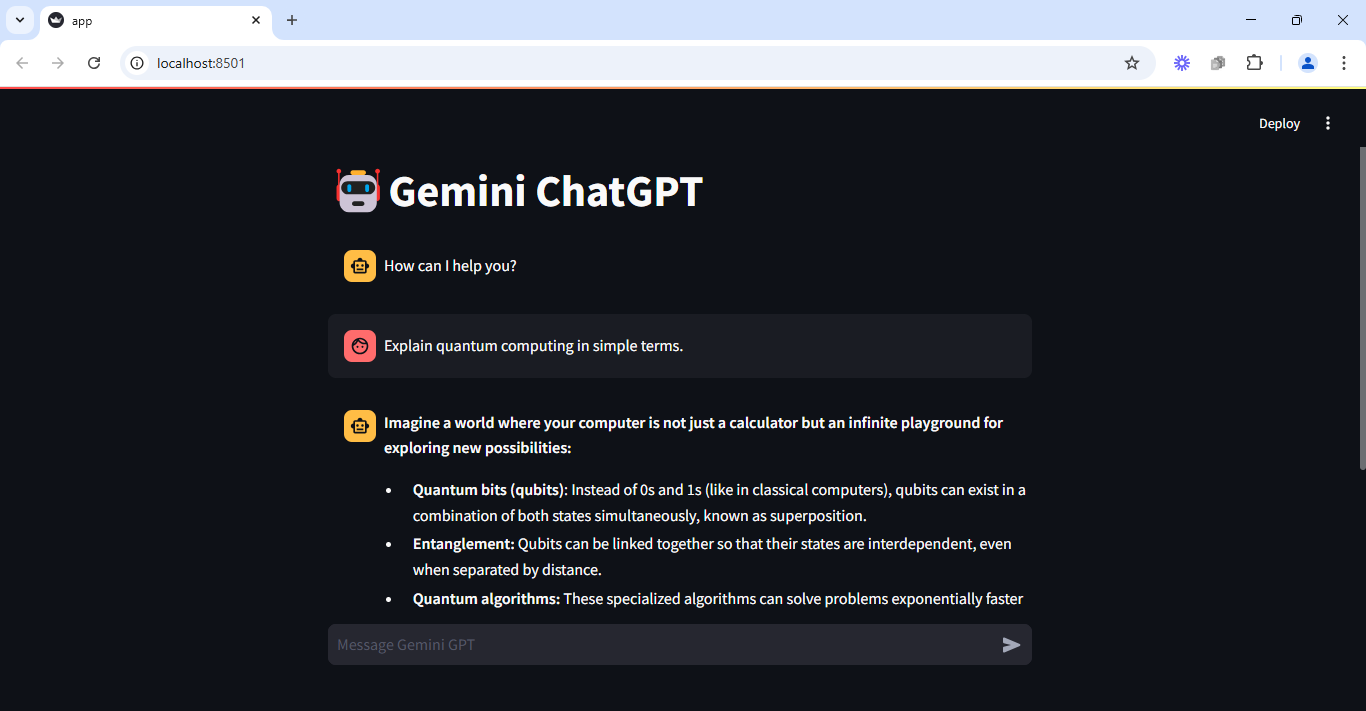 app
localhost:8501
Deploy
Gemini ChatGPT
How can I help you?
Explain quantum computing in simple terms.
Imagine a world where your computer is not just a calculator but an infinite playground for
exploring new possibilities:
• Quantum bits (qubits): Instead of 0s and 1s (like in classical computers), qubits can exist in a
combination of both states simultaneously, known as superposition.
• Entanglement: Qubits can be linked together so that their states are interdependent, even
when separated by distance.
• Quantum algorithms: These specialized algorithms can solve problems exponentially faster
Message Gemini GPT